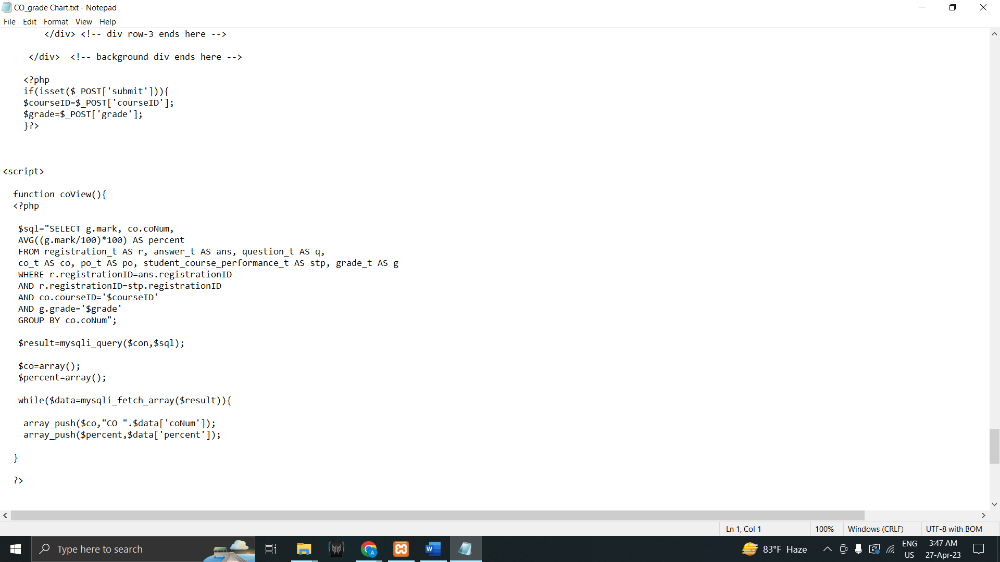 CO_grade Chart.txt - Notepad
File Edit Format View Help
</div> <!-- div row-3 ends here -->
</div>  <!-- background div ends here -->
<?php
if(isset($_POST['submit'])){
$courseID=$_POST['courseID'];
$grade=$_POST['grade'];
}?>
<script>
function coView(){
<?php
$sql="SELECT g.mark, co.coNum,
AVG((g.mark/100)*100) AS percent
FROM registration_t AS r, answer_t AS ans, question_t AS q,
co_t AS co, po_t AS po, student_course_performance_t AS stp, grade_t AS g
WHERE r.registrationID=ans.registrationID
AND r.registrationID=stp.registrationID
AND co.courseID='$courseID'
AND g.grade='$grade'
GROUP BY co.coNum";
$result=mysqli_query($con,$sql);
$co=array();
$percent=array();
while($data=mysqli_fetch_array($result)){
array_push($co,"CO ".$data['coNum']);
array_push($percent,$data['percent']);
}
?>
Ln 1, Col 1 100% Windows (CRLF) UTF-8 with BOM
Type here to search
83°F Haze
ENG
US
3:47 AM
27-Apr-23